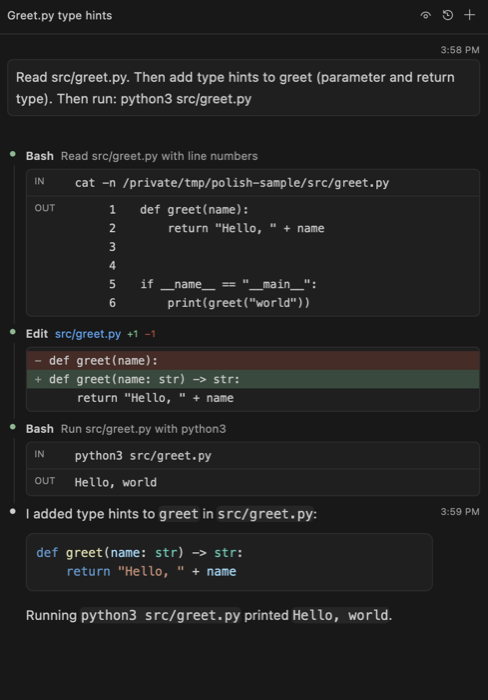 Greet.py type hints
3:58 PM
Read src/greet.py. Then add type hints to greet (parameter and return
type). Then run: python3 src/greet.py
Bash Read src/greet.py with line numbers
IN cat -n /private/tmp/polish-sample/src/greet.py
OUT 1 def greet(name):
2 return "Hello, " + name
3
4
5 if __name__ == "__main__":
6 print(greet("world"))
Edit src/greet.py +1 −1
− def greet(name):
+ def greet(name: str) -> str:
return "Hello, " + name
Bash Run src/greet.py with python3
IN python3 src/greet.py
OUT Hello, world
I added type hints to greet in src/greet.py: 3:59 PM
def greet(name: str) -> str:
return "Hello, " + name
Running python3 src/greet.py printed Hello, world.